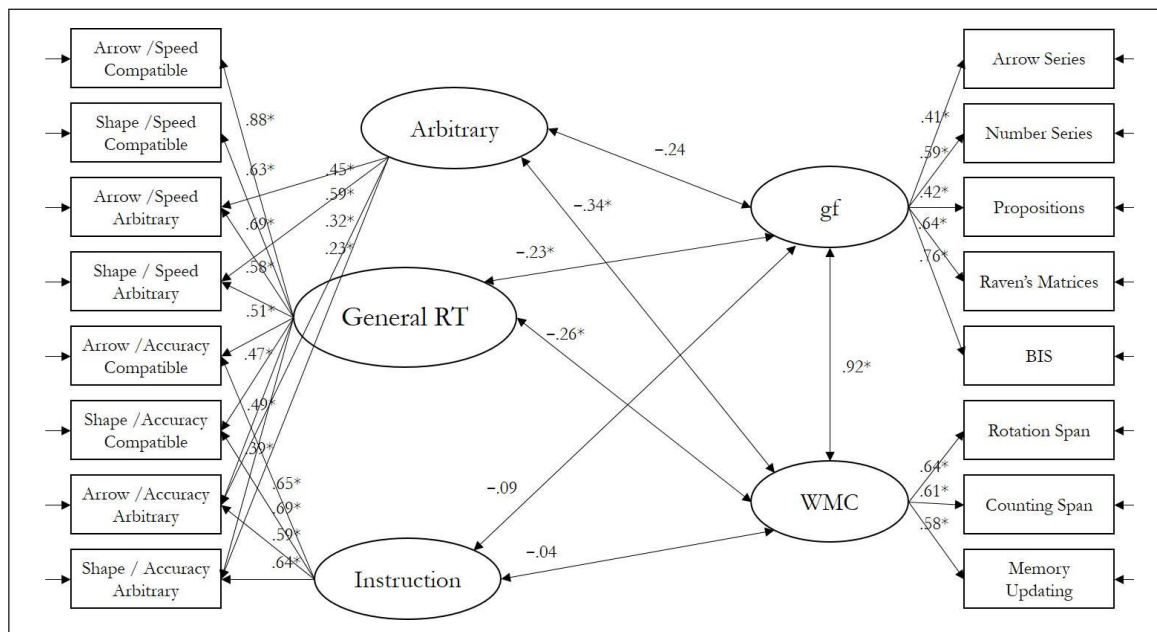 Arrow /Speed
Compatible
Shape /Speed
Compatible
Arrow /Speed
Arbitrary
Shape / Speed
Arbitrary
Arrow /Accuracy
Compatible
Shape /Accuracy
Compatible
Arrow /Accuracy
Arbitrary
Shape / Accuracy
Arbitrary
.88*
.63*
.69*
.58*
.51*
.47*
.49*
.39*
.45*
.59*
.32*
.23*
.65*
.69*
.59*
.64*
Arbitrary
General RT
Instruction
−.24
−.34*
−.23*
−.26*
−.09
−.04
.92*
gf
WMC
.41*
.59*
.42*
.64*
.76*
.64*
.61*
.58*
Arrow Series
Number Series
Propositions
Raven's Matrices
BIS
Rotation Span
Counting Span
Memory
Updating